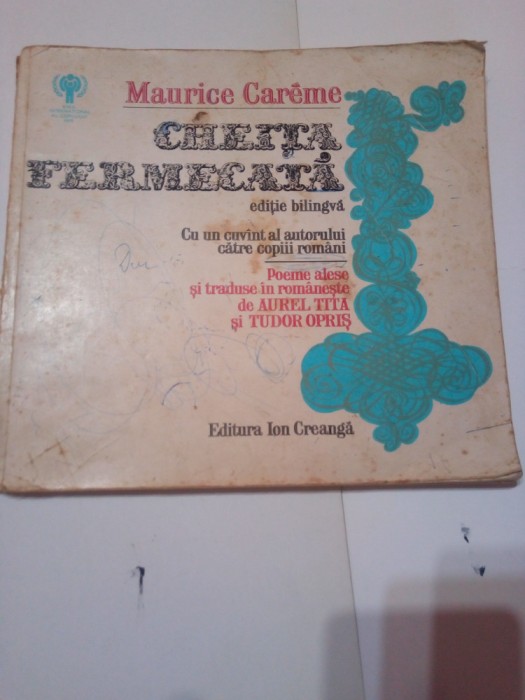 Maurice Carême
CHEIȚA
FERMECATĂ
ediție bilingvă
Cu un cuvînt al autorului
către copiii români
Poeme alese
și traduse în românește
de AUREL TITA
și TUDOR OPRIȘ
Editura Ion Creangă